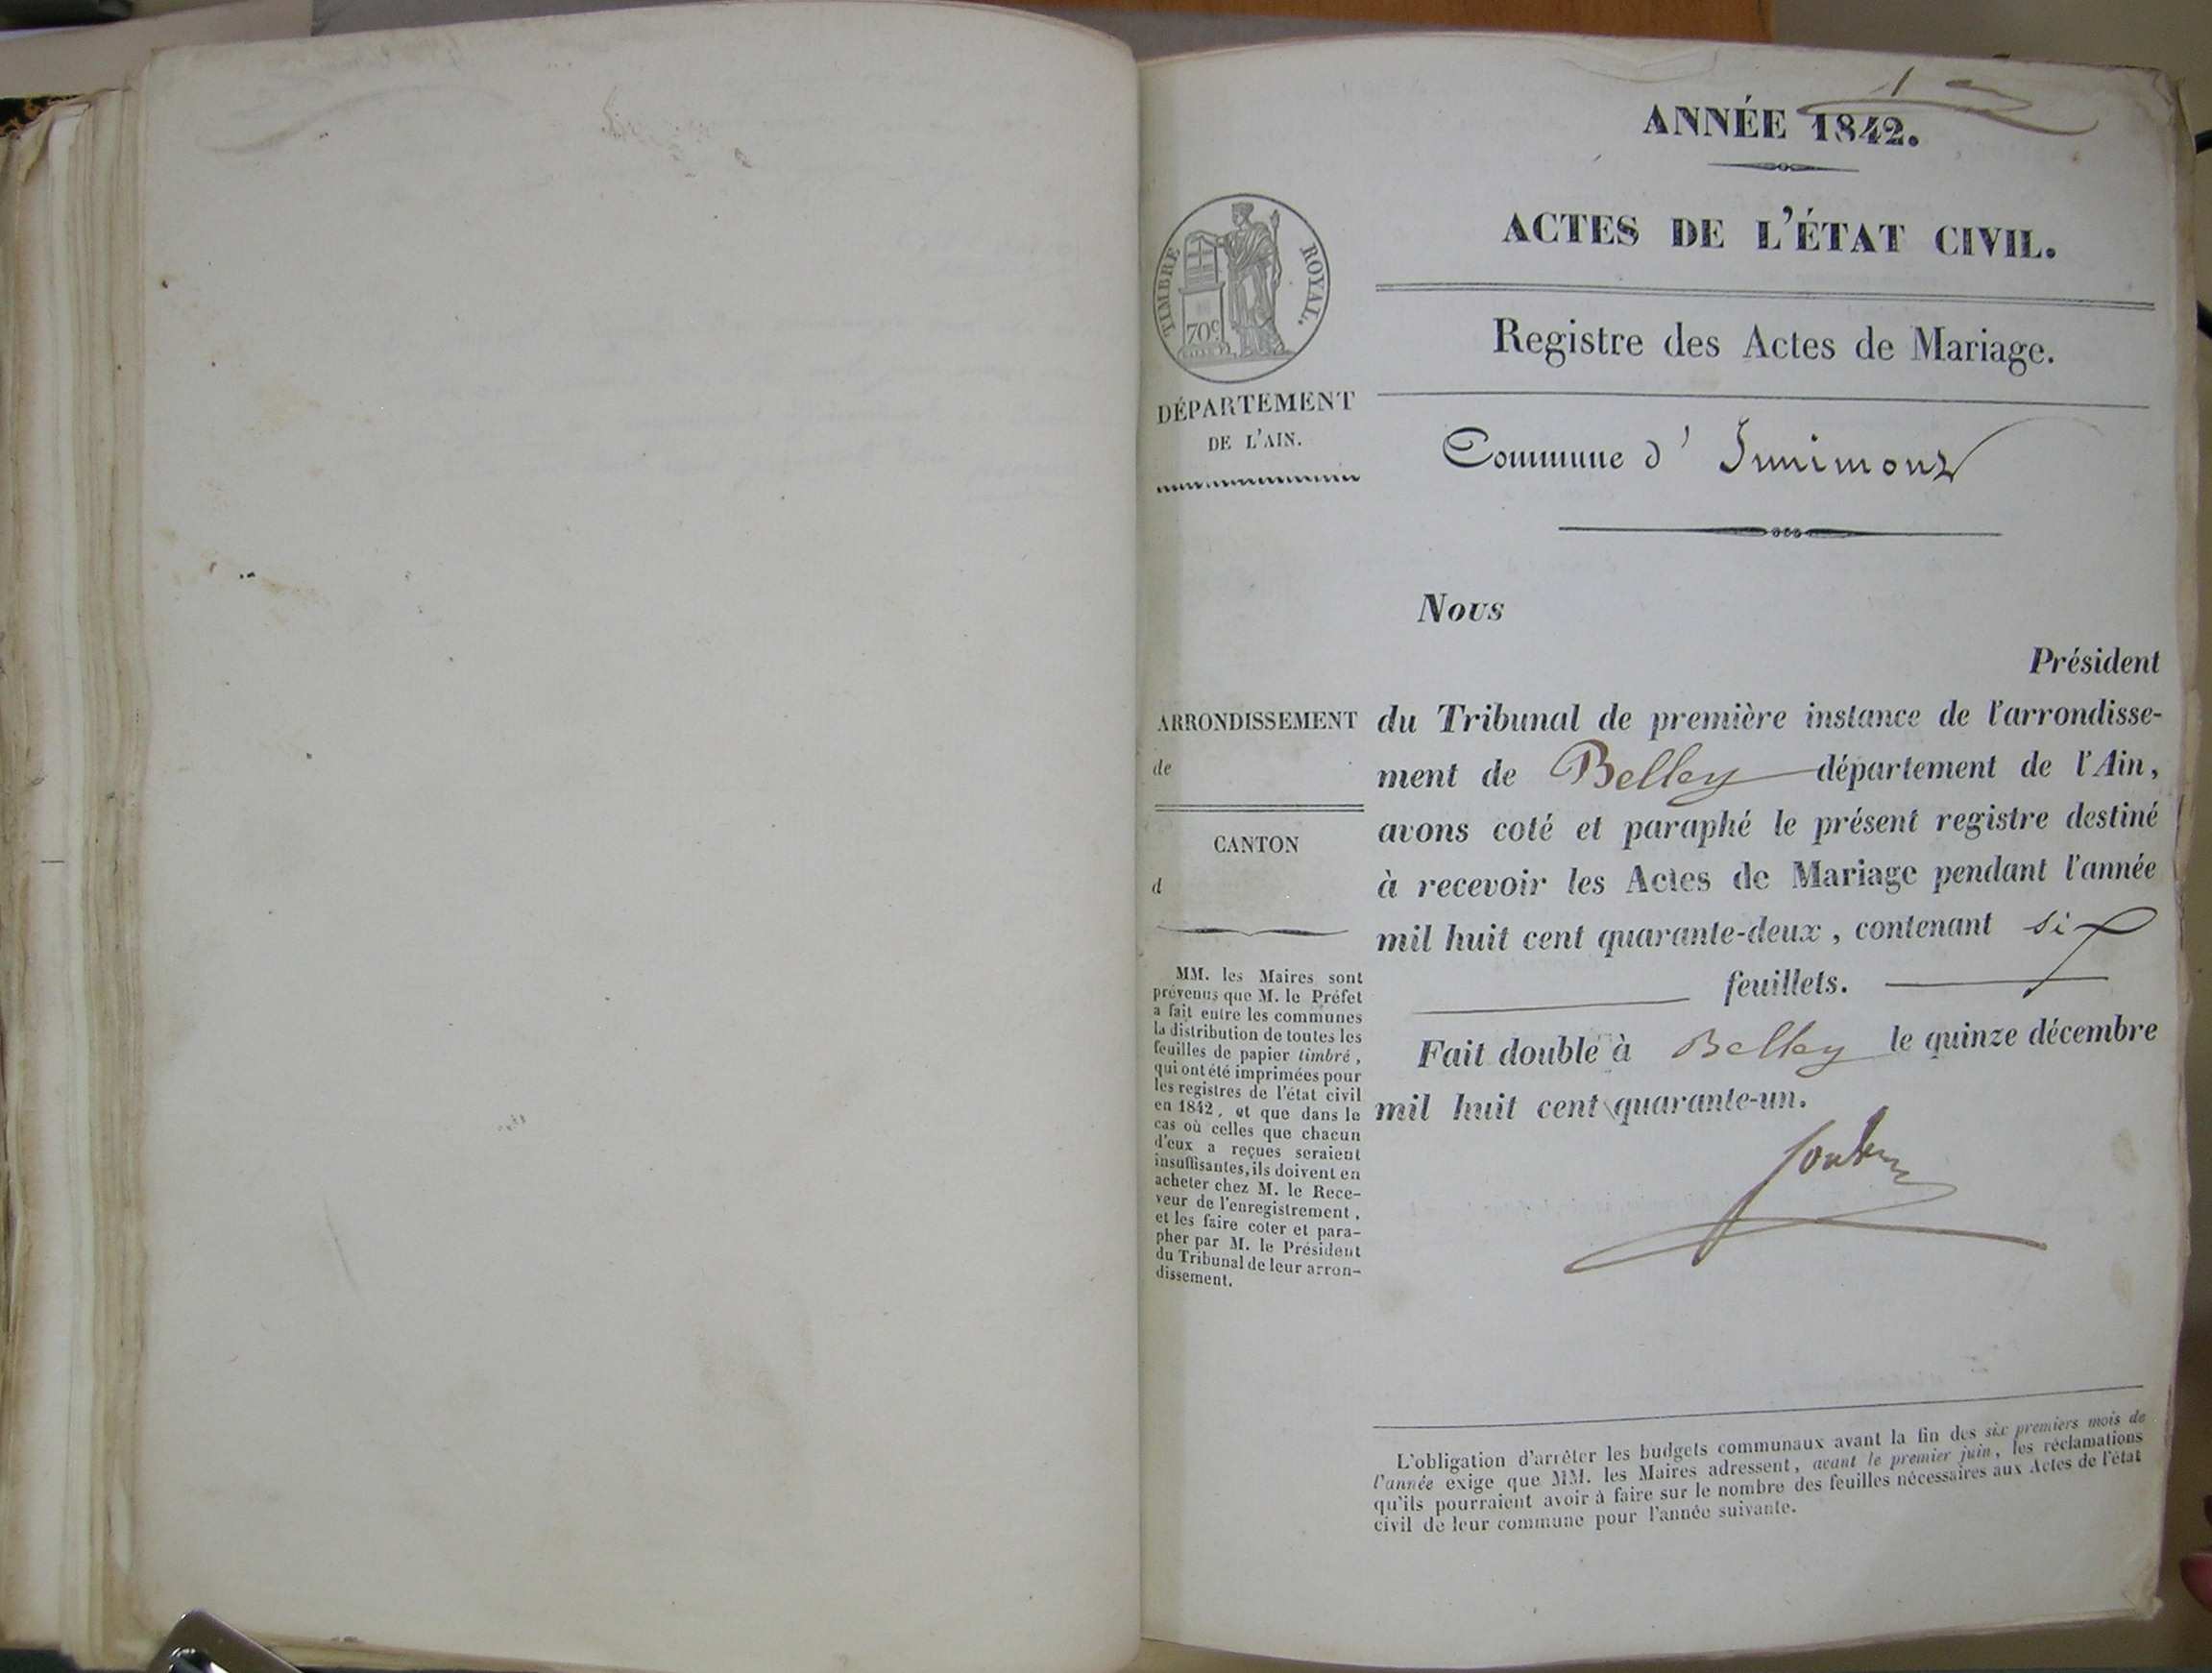 1
ANNÉE 1842.
ACTES DE L'ÉTAT CIVIL.
Registre des Actes de Mariage.
TIMBRE ROYAL.
70c
DÉPARTEMENT
DE L'AIN.
Commune d' Innimont
Nous
Président
du Tribunal de première instance de l'arrondisse-
ment de Belley département de l'Ain,
avons coté et paraphé le présent registre destiné
à recevoir les Actes de Mariage pendant l'année
mil huit cent quarante-deux, contenant six
feuillets.
Fait double à Belley le quinze décembre
mil huit cent quarante-un.
ARRONDISSEMENT
de
CANTON
d
MM. les Maires sont
prévenus que M. le Préfet
a fait entre les communes
la distribution de toutes les
feuilles de papier timbré,
qui ont été imprimées pour
les registres de l'état civil
en 1842, et que dans le
cas où celles que chacun
d'eux a reçues seraient
insuffisantes, ils doivent en
acheter chez M. le Rece-
veur de l'enregistrement,
et les faire coter et para-
pher par M. le Président
du Tribunal de leur arron-
dissement.
L'obligation d'arrêter les budgets communaux avant la fin des six premiers mois de
l'année exige que MM. les Maires adressent, avant le premier juin, les réclamations
qu'ils pourraient avoir à faire sur le nombre des feuilles nécessaires aux Actes de l'état
civil de leur commune pour l'année suivante.